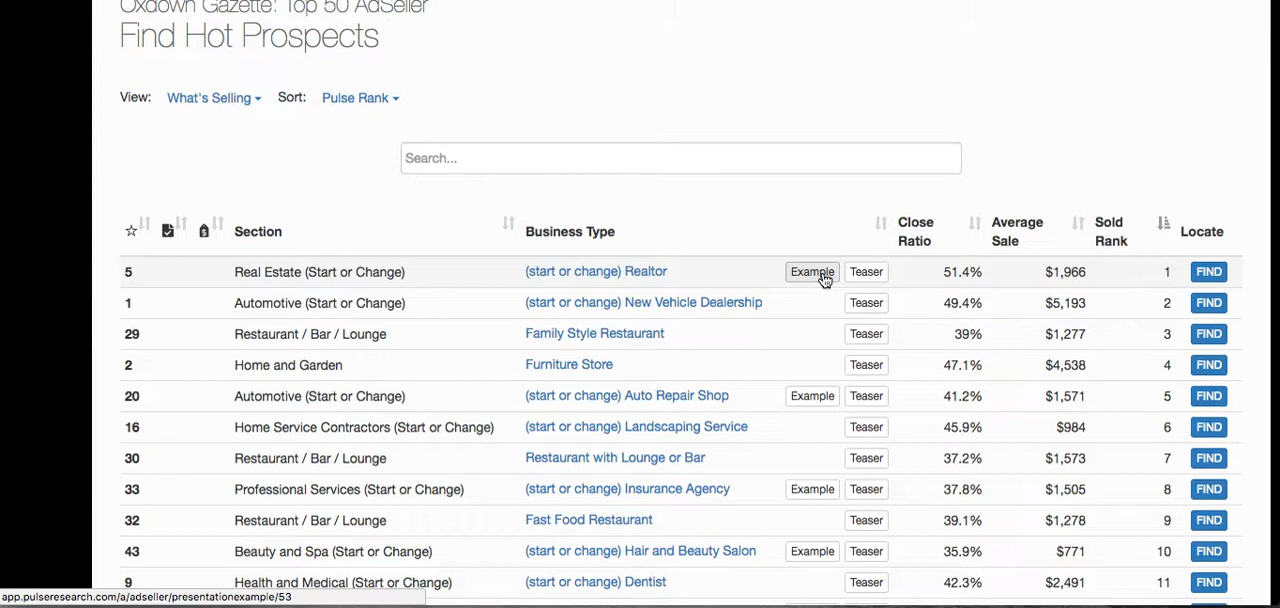 Oxdown Gazette: Top 50 AdSeller
Find Hot Prospects
View: What's Selling Sort: Pulse Rank
Search...
Section Business Type Close Ratio Average Sale Sold Rank Locate
5 Real Estate (Start or Change) (start or change) Realtor Example Teaser 51.4% $1,966 1 FIND
1 Automotive (Start or Change) (start or change) New Vehicle Dealership Teaser 49.4% $5,193 2 FIND
29 Restaurant / Bar / Lounge Family Style Restaurant Teaser 39% $1,277 3 FIND
2 Home and Garden Furniture Store Teaser 47.1% $4,538 4 FIND
20 Automotive (Start or Change) (start or change) Auto Repair Shop Example Teaser 41.2% $1,571 5 FIND
16 Home Service Contractors (Start or Change) (start or change) Landscaping Service Teaser 45.9% $984 6 FIND
30 Restaurant / Bar / Lounge Restaurant with Lounge or Bar Teaser 37.2% $1,573 7 FIND
33 Professional Services (Start or Change) (start or change) Insurance Agency Example Teaser 37.8% $1,505 8 FIND
32 Restaurant / Bar / Lounge Fast Food Restaurant Teaser 39.1% $1,278 9 FIND
43 Beauty and Spa (Start or Change) (start or change) Hair and Beauty Salon Example Teaser 35.9% $771 10 FIND
9 Health and Medical (Start or Change) (start or change) Dentist Teaser 42.3% $2,491 11 FIND
app.pulseresearch.com/a/adseller/presentationexample/53